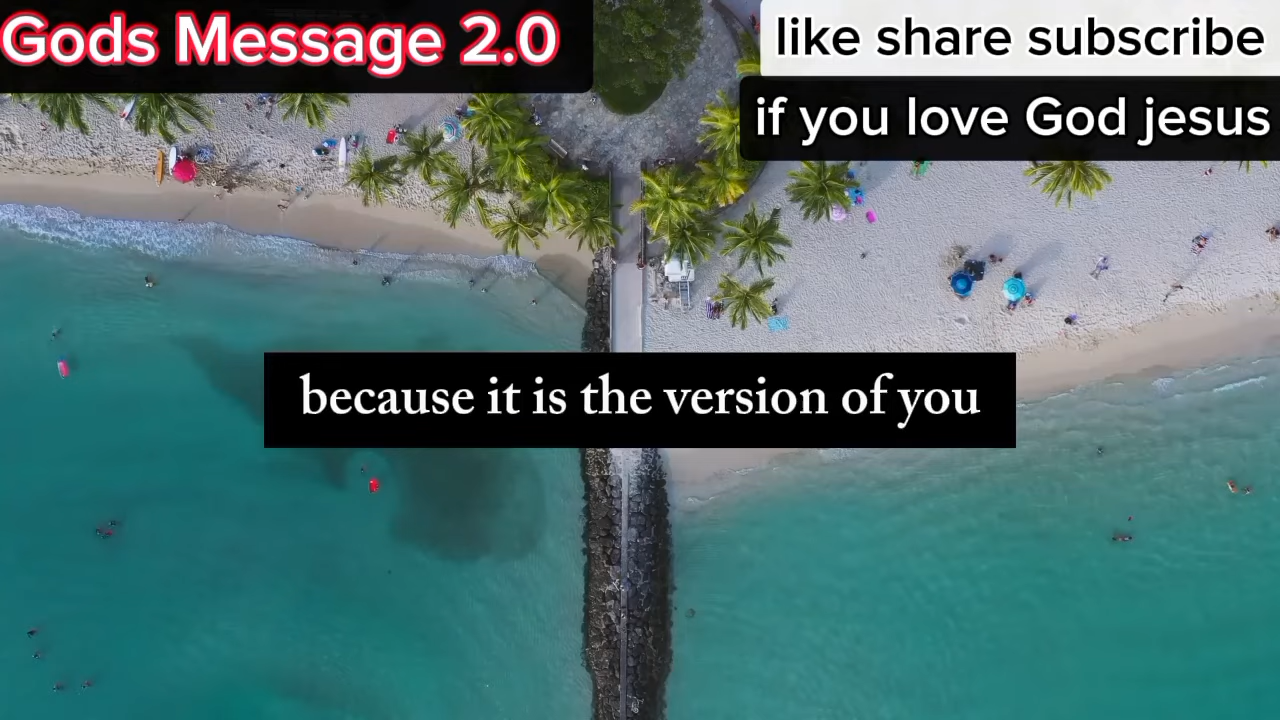 Gods Message 2.0
like share subscribe
if you love God jesus
because it is the version of you